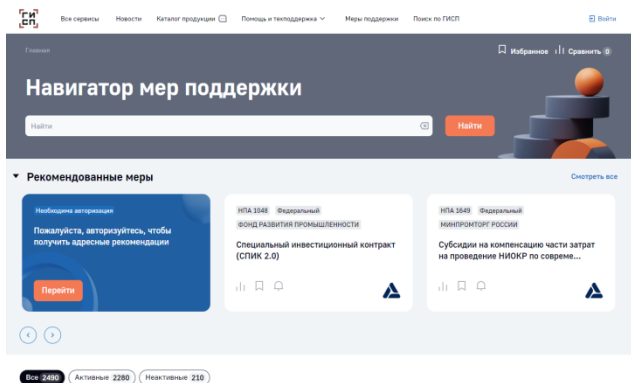 ГИ
СП
Все сервисы Новости Каталог продукции Помощь и техподдержка Меры поддержки Поиск по ГИСП Войти
Главная Избранное Сравнить 0
Навигатор мер поддержки
Найти Найти
Рекомендованные меры Смотреть все
Необходима авторизация
Пожалуйста, авторизуйтесь, чтобы
получить адресные рекомендации
Перейти
НПА 1048 Федеральный
ФОНД РАЗВИТИЯ ПРОМЫШЛЕННОСТИ
Специальный инвестиционный контракт
(СПИК 2.0)
НПА 1649 Федеральный
МИНПРОМТОРГ РОССИИ
Субсидии на компенсацию части затрат
на проведение НИОКР по совреме...
Все 2490 Активные 2280 Неактивные 210